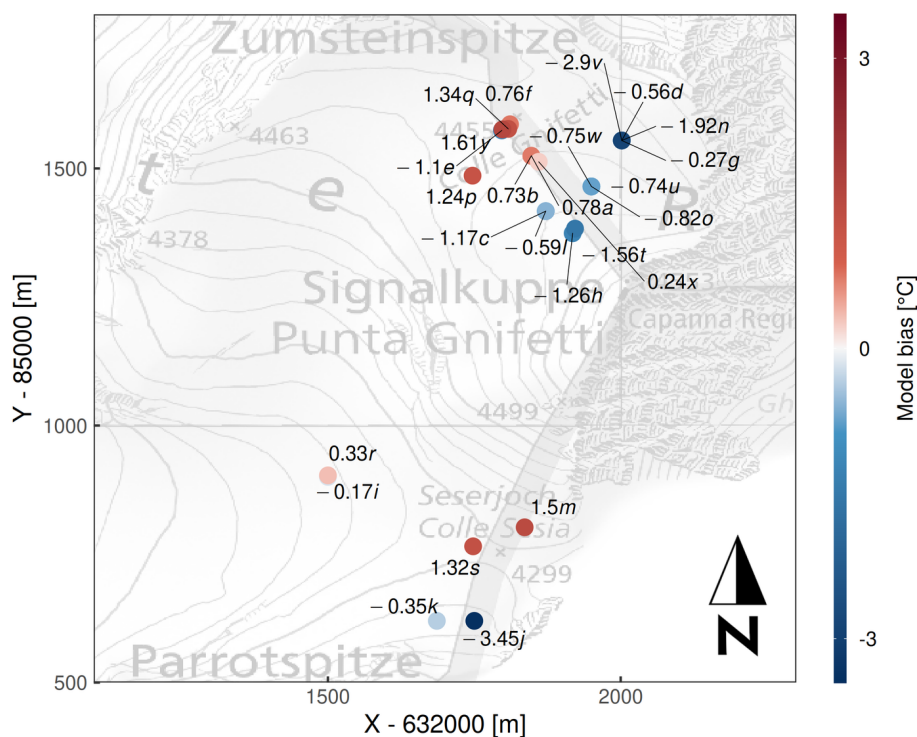 Zumsteinspitze
− 2.9v
1.34q 0.76f
− 0.56d
4463
4455
− 0.75w
− 1.92n
1.61y
Colle Gnifetti
− 1.1e
− 0.27g
1500
t
e
1.24p
0.73b
− 0.74u
R
0.78a
− 0.82o
4378
− 1.17c
− 0.59l
− 1.56t
0.24x
Signalkuppe
− 1.26h
Punta Gnifetti
Capanna Regi
4499
Gh
1000
0.33r
− 0.17i
Seserjoch
1.5m
Colle Sesia
1.32s
4299
− 0.35k
− 3.45j
Parrotspitze
N
500
1500
2000
X - 632000 [m]
Y - 85000 [m]
3
0
-3
Model bias [°C]